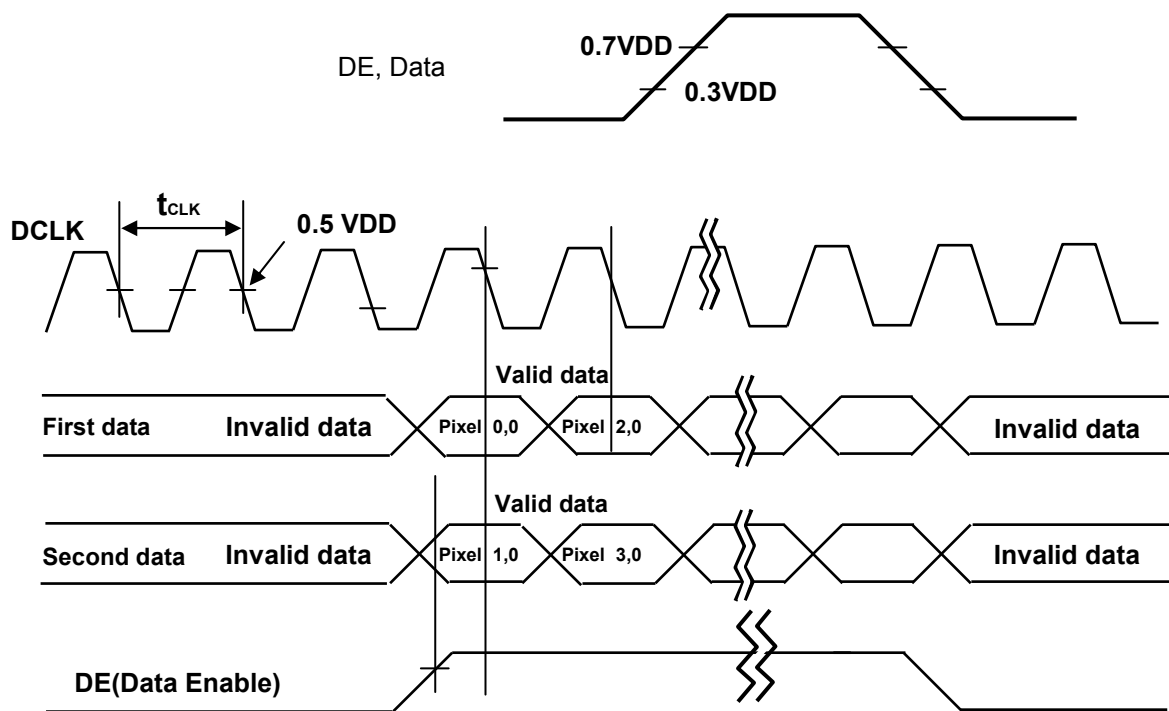 0.7VDD
DE, Data
0.3VDD
tCLK
0.5 VDD
DCLK
Valid data
First data Invalid data Pixel 0,0 Pixel 2,0 Invalid data
Valid data
Second data Invalid data Pixel 1,0 Pixel 3,0 Invalid data
DE(Data Enable)